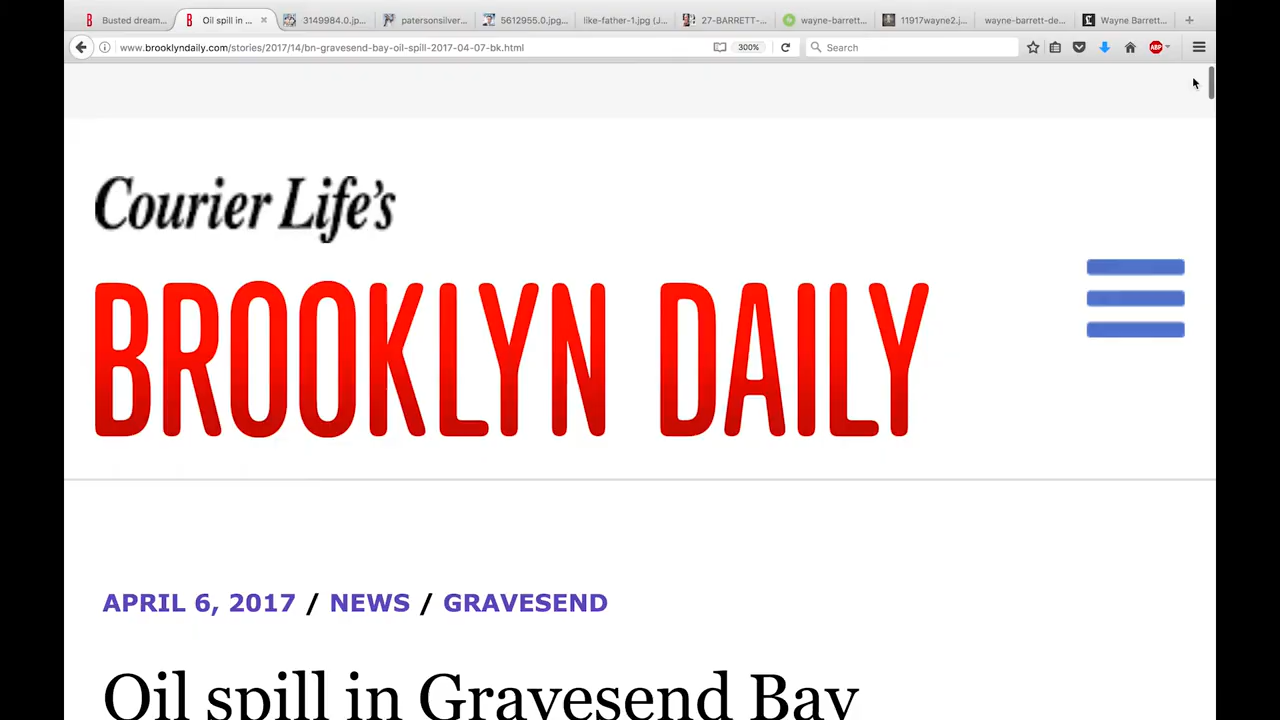 Busted dream...
Oil spill in ...
3149984.0.jp...
patersonsilver...
5612955.0.jpg...
like-father-1.jpg (J...
27-BARRETT-...
wayne-barrett...
11917wayne2.j...
wayne-barrett-de...
Wayne Barrett...
www.brooklyndaily.com/stories/2017/14/bn-gravesend-bay-oil-spill-2017-04-07-bk.html
300%
Search
ABP
Courier Life's
BROOKLYN DAILY
APRIL 6, 2017 / NEWS / GRAVESEND
Oil spill in Gravesend Bay